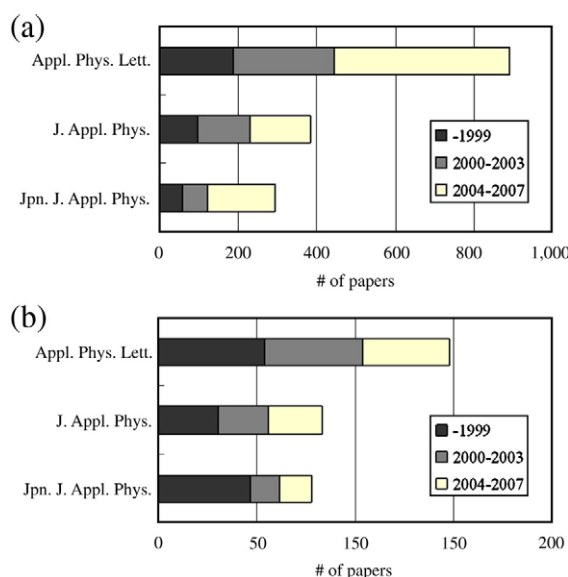 (a)
Appl. Phys. Lett.
J. Appl. Phys.
Jpn. J. Appl. Phys.
-1999
2000-2003
2004-2007
0 200 400 600 800 1,000
# of papers
(b)
Appl. Phys. Lett.
J. Appl. Phys.
Jpn. J. Appl. Phys.
-1999
2000-2003
2004-2007
0 50 150 150 200
# of papers